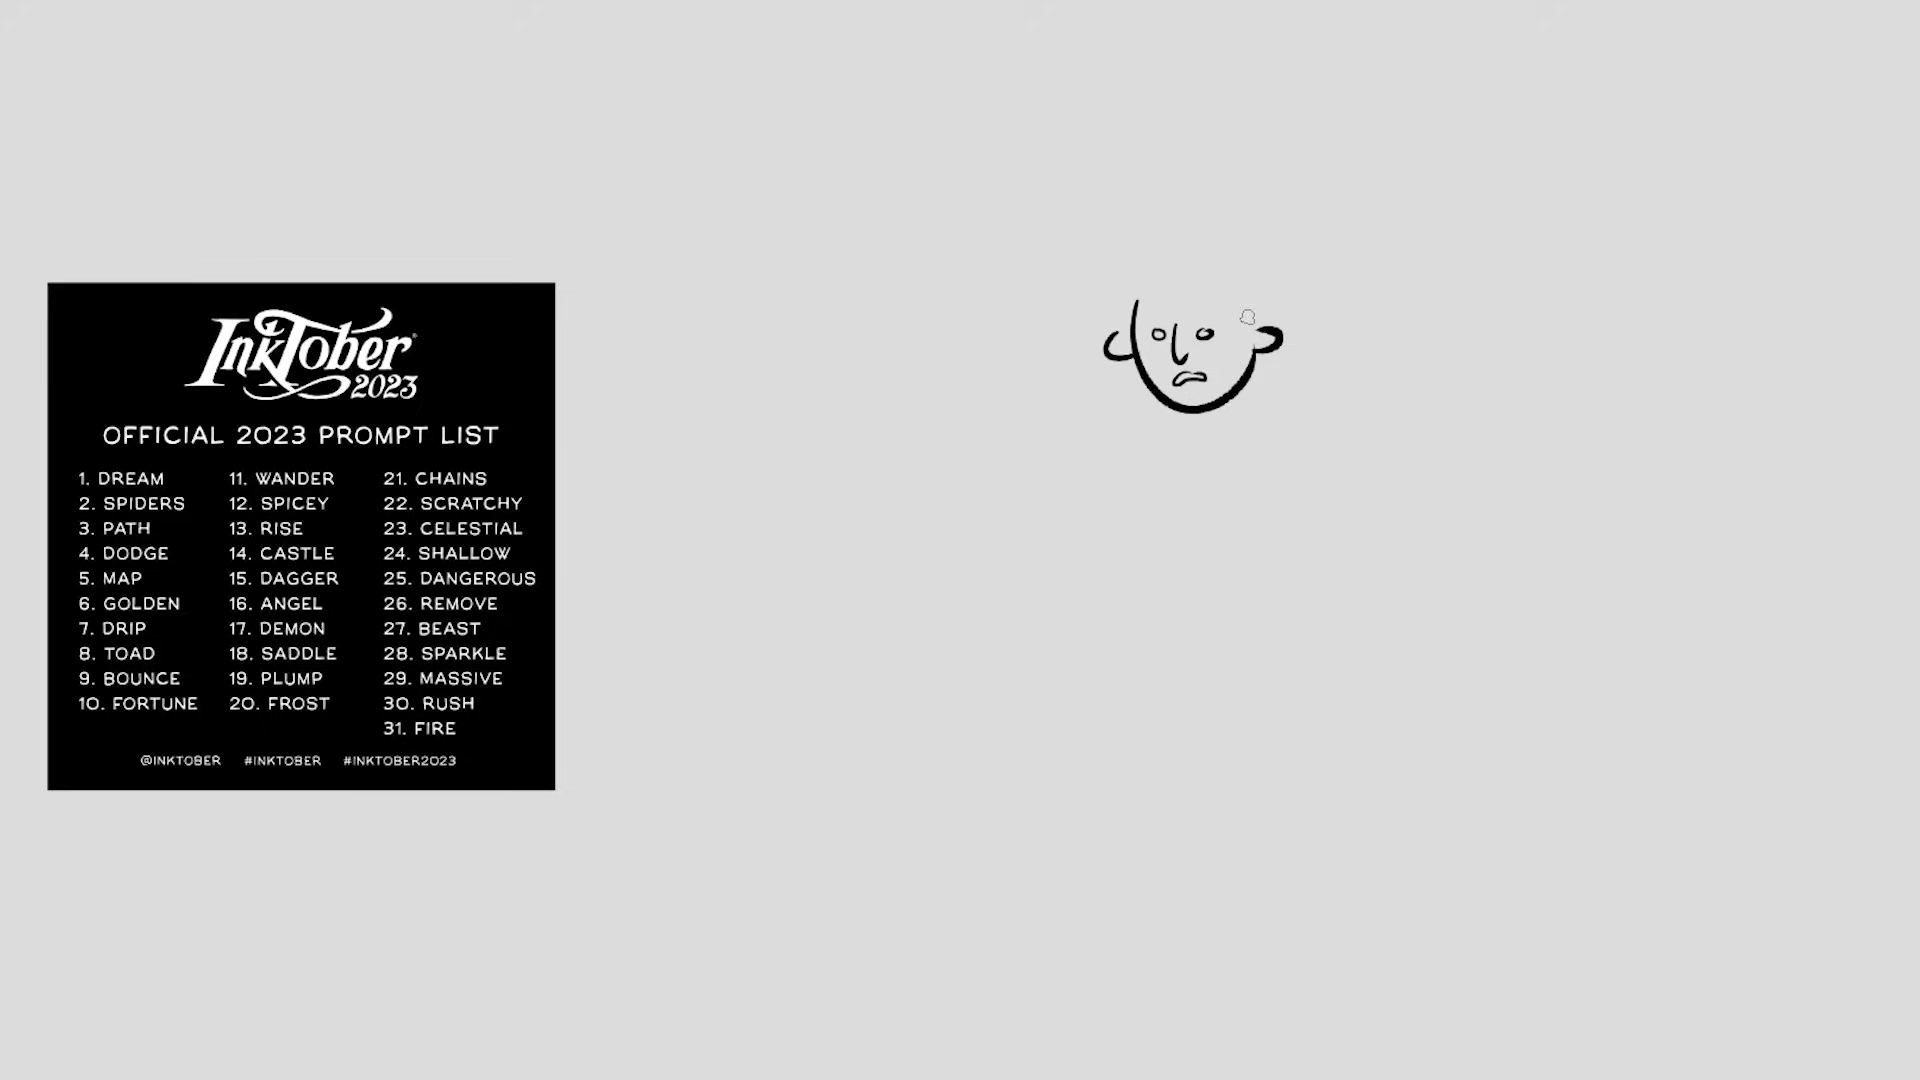 InkTober
2023
OFFICIAL 2023 PROMPT LIST
1. DREAM
2. SPIDERS
3. PATH
4. DODGE
5. MAP
6. GOLDEN
7. DRIP
8. TOAD
9. BOUNCE
10. FORTUNE
11. WANDER
12. SPICEY
13. RISE
14. CASTLE
15. DAGGER
16. ANGEL
17. DEMON
18. SADDLE
19. PLUMP
20. FROST
21. CHAINS
22. SCRATCHY
23. CELESTIAL
24. SHALLOW
25. DANGEROUS
26. REMOVE
27. BEAST
28. SPARKLE
29. MASSIVE
30. RUSH
31. FIRE
@INKTOBER #INKTOBER #INKTOBER2023